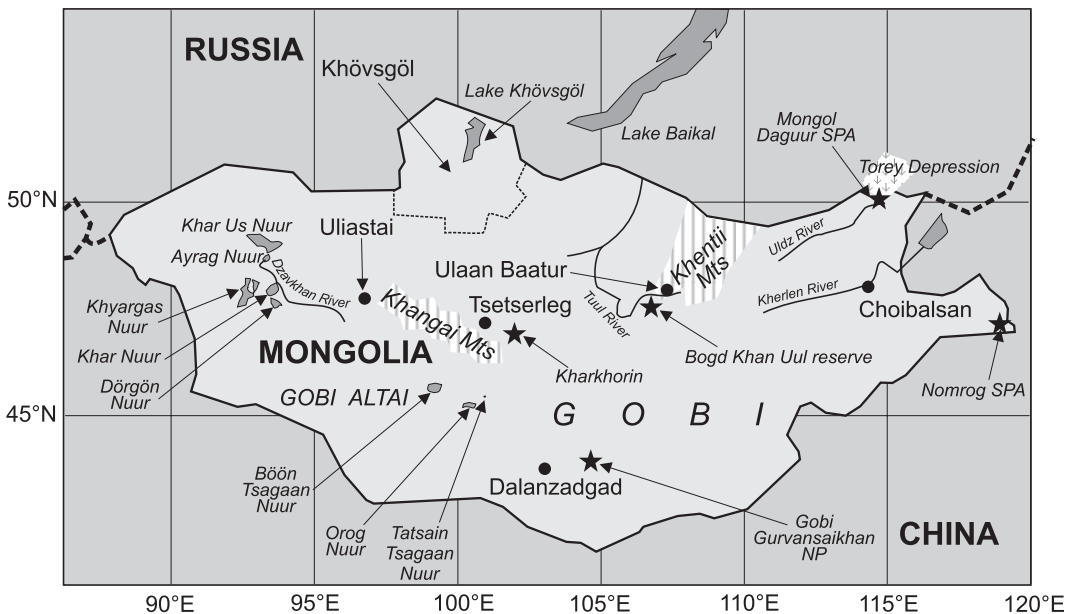 RUSSIA
Khövsgöl
Lake Khövsgöl
Lake Baikal
Mongol
Daguur SPA
Torey Depression
50°N
Khar Us Nuur
Uliastai
Ayrag Nuur
Dzavkhan River
Uldz River
Ulaan Baatur
Khentii
Mts
Khyargas
Nuur
Khangai Mts
Tsetserleg
Tuul River
Kherlen River
Choibalsan
Khar Nuur
MONGOLIA
Bogd Khan Uul reserve
Kharkhorin
Dörgön
Nuur
GOBI ALTAI
Nomrog SPA
45°N
G O B I
Böön
Tsagaan
Nuur
Dalanzadgad
Orog
Nuur
Tatsain
Tsagaan
Nuur
Gobi
Gurvansaikhan
NP
CHINA
90°E
95°E
100°E
105°E
110°E
115°E
120°E